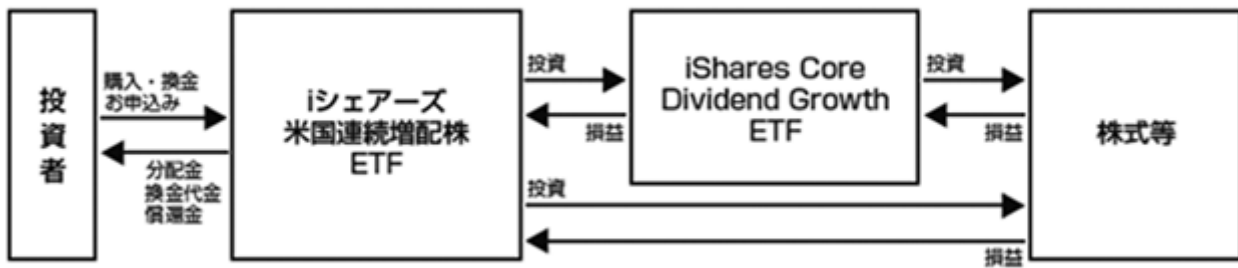 投資者
購入・換金
お申込み
分配金
換金代金
償還金
iシェアーズ
米国連続増配株
ETF
投資
損益
iShares Core
Dividend Growth
ETF
投資
損益
投資
損益
株式等